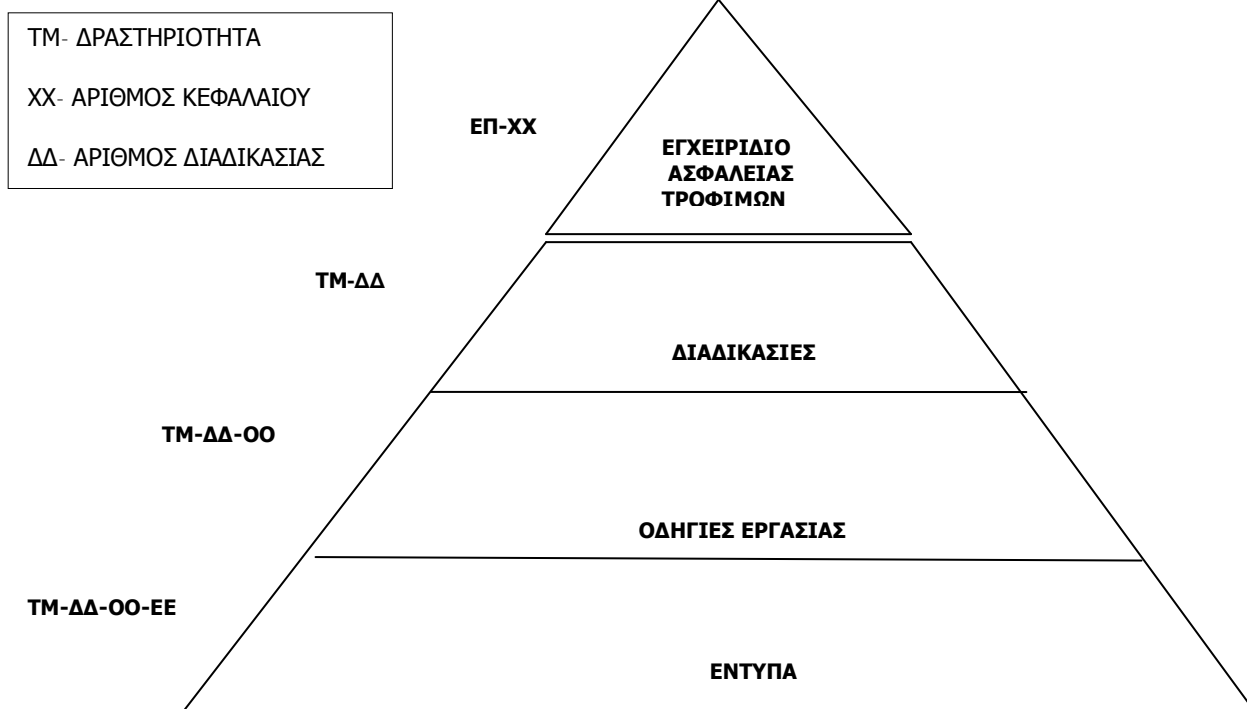 ΤΜ- ΔΡΑΣΤΗΡΙΟΤΗΤΑ
ΧΧ- ΑΡΙΘΜΟΣ ΚΕΦΑΛΑΙΟΥ
ΔΔ- ΑΡΙΘΜΟΣ ΔΙΑΔΙΚΑΣΙΑΣ
ΕΠ-ΧΧ
ΕΓΧΕΙΡΙΔΙΟ
ΑΣΦΑΛΕΙΑΣ
ΤΡΟΦΙΜΩΝ
ΤΜ-ΔΔ
ΔΙΑΔΙΚΑΣΙΕΣ
ΤΜ-ΔΔ-ΟΟ
ΟΔΗΓΙΕΣ ΕΡΓΑΣΙΑΣ
ΤΜ-ΔΔ-ΟΟ-ΕΕ
ΕΝΤΥΠΑ